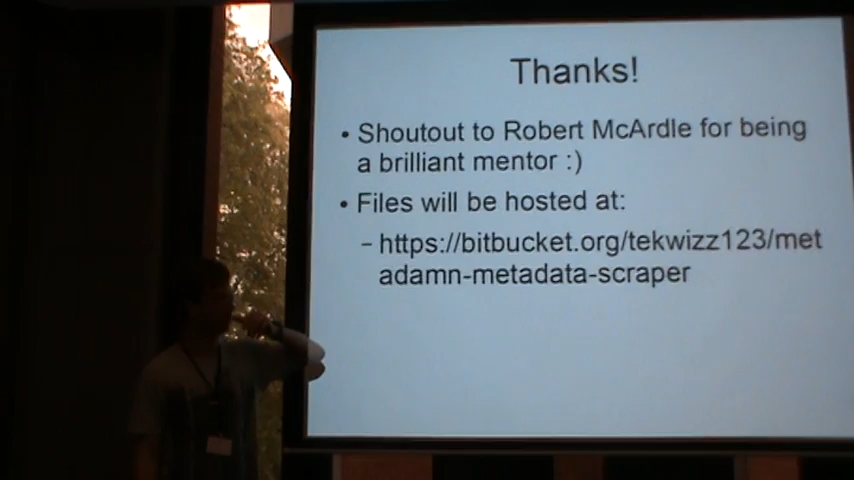 Thanks!
• Shoutout to Robert McArdle for being
a brilliant mentor :)
• Files will be hosted at:
– https://bitbucket.org/tekwizz123/met
adamn-metadata-scraper